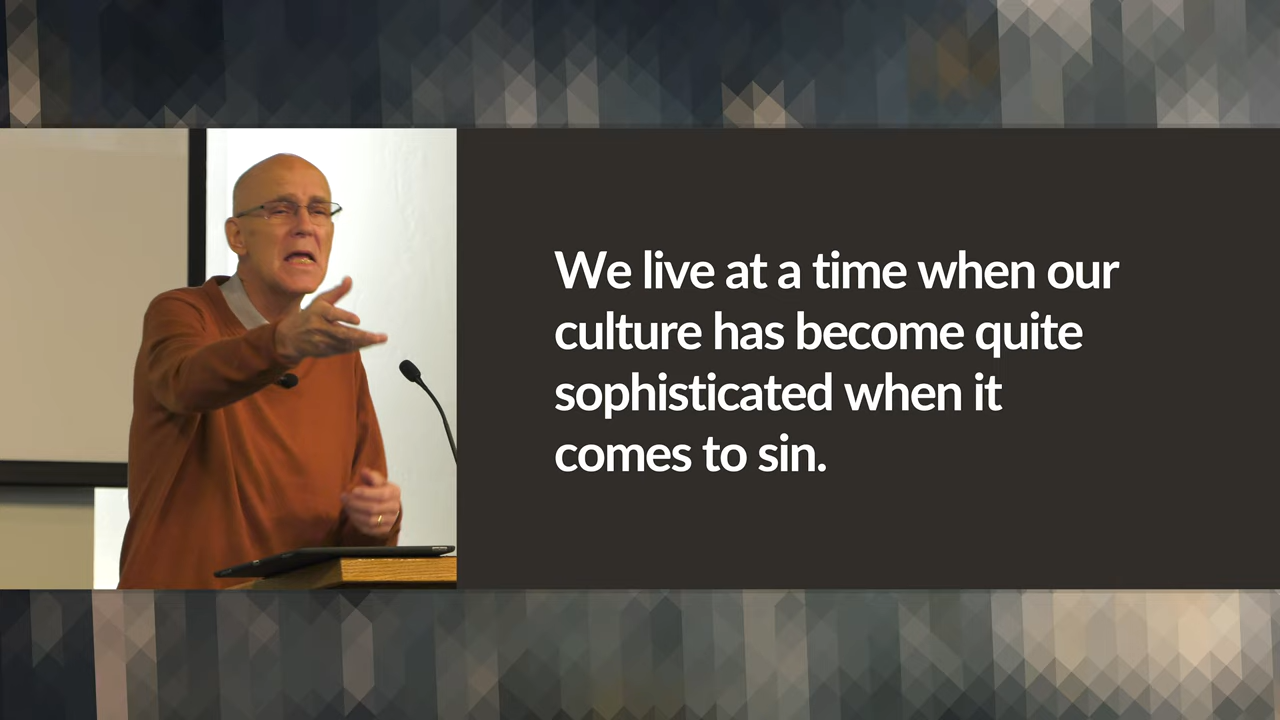 We live at a time when our
culture has become quite
sophisticated when it
comes to sin.